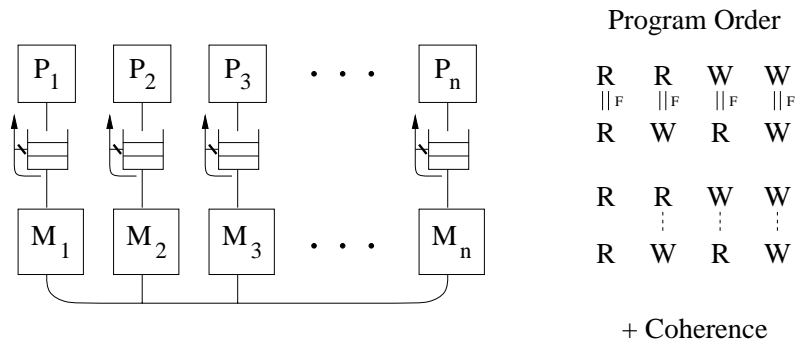 Program Order
P1 P2 P3 . . . Pn
R R W W
F F F F
R W R W
R R W W
M1 M2 M3 . . . Mn
R W R W
+ Coherence